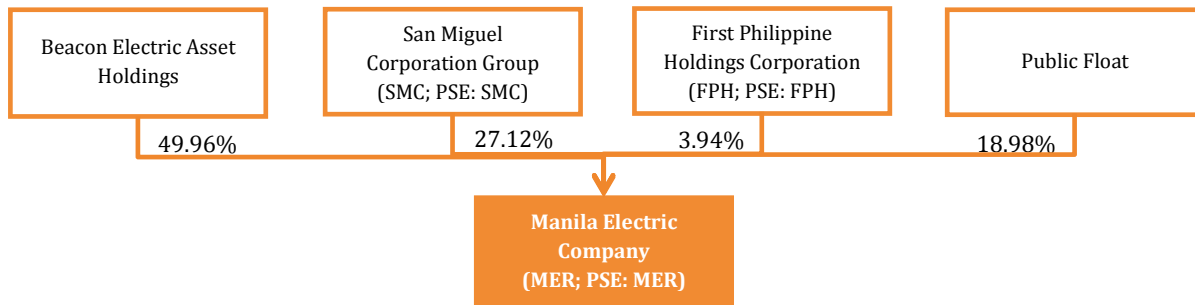 Beacon Electric Asset
Holdings
San Miguel
Corporation Group
(SMC; PSE: SMC)
First Philippine
Holdings Corporation
(FPH; PSE: FPH)
Public Float
49.96%
27.12%
3.94%
18.98%
Manila Electric
Company
(MER; PSE: MER)